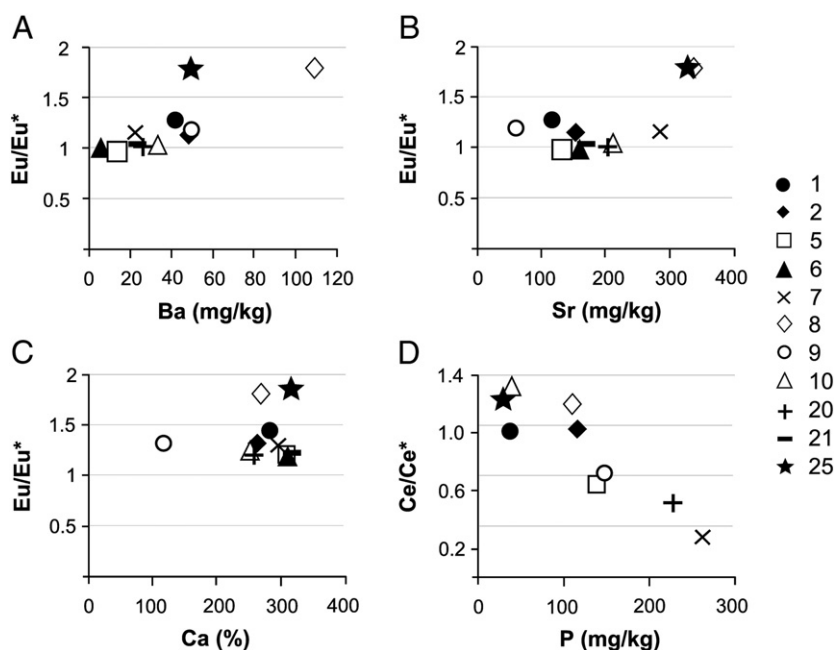 A
2
1.5
1
0.5
Eu/Eu*
0 20 40 60 80 100 120
Ba (mg/kg)
B
2
1.5
1
0.5
Eu/Eu*
0 100 200 300 400
Sr (mg/kg)
C
2
1.5
1
0.5
Eu/Eu*
0 100 200 300 400
Ca (%)
D
1.4
1.0
0.6
0.2
Ce/Ce*
0 100 200 300
P (mg/kg)
1
2
5
6
7
8
9
10
20
21
25